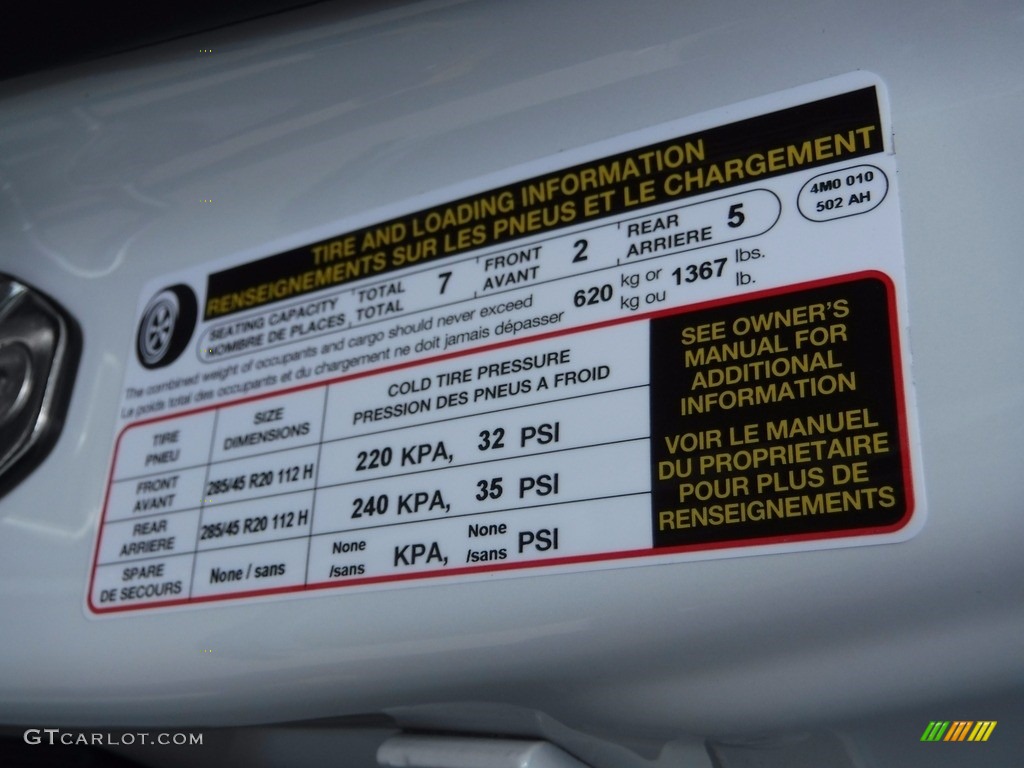 TIRE AND LOADING INFORMATION
RENSEIGNEMENTS SUR LES PNEUS ET LE CHARGEMENT
4M0 010
502 AH
SEATING CAPACITY TOTAL 7 FRONT 2 REAR 5
NOMBRE DE PLACES, TOTAL AVANT ARRIERE
The combined weight of occupants and cargo should never exceed 620 kg or 1367 lbs.
La poids total des occupants et du chargement ne doit jamais dépasser kg ou lb.
TIRE SIZE COLD TIRE PRESSURE
PNEU DIMENSIONS PRESSION DES PNEUS A FROID
FRONT 285/45 R20 112 H 220 KPA, 32 PSI
AVANT
REAR 285/45 R20 112 H 240 KPA, 35 PSI
ARRIERE
SPARE None / sans None KPA, None PSI
DE SECOURS /sans /sans
SEE OWNER'S
MANUAL FOR
ADDITIONAL
INFORMATION
VOIR LE MANUEL
DU PROPRIETAIRE
POUR PLUS DE
RENSEIGNEMENTS
GTCARLOT.COM